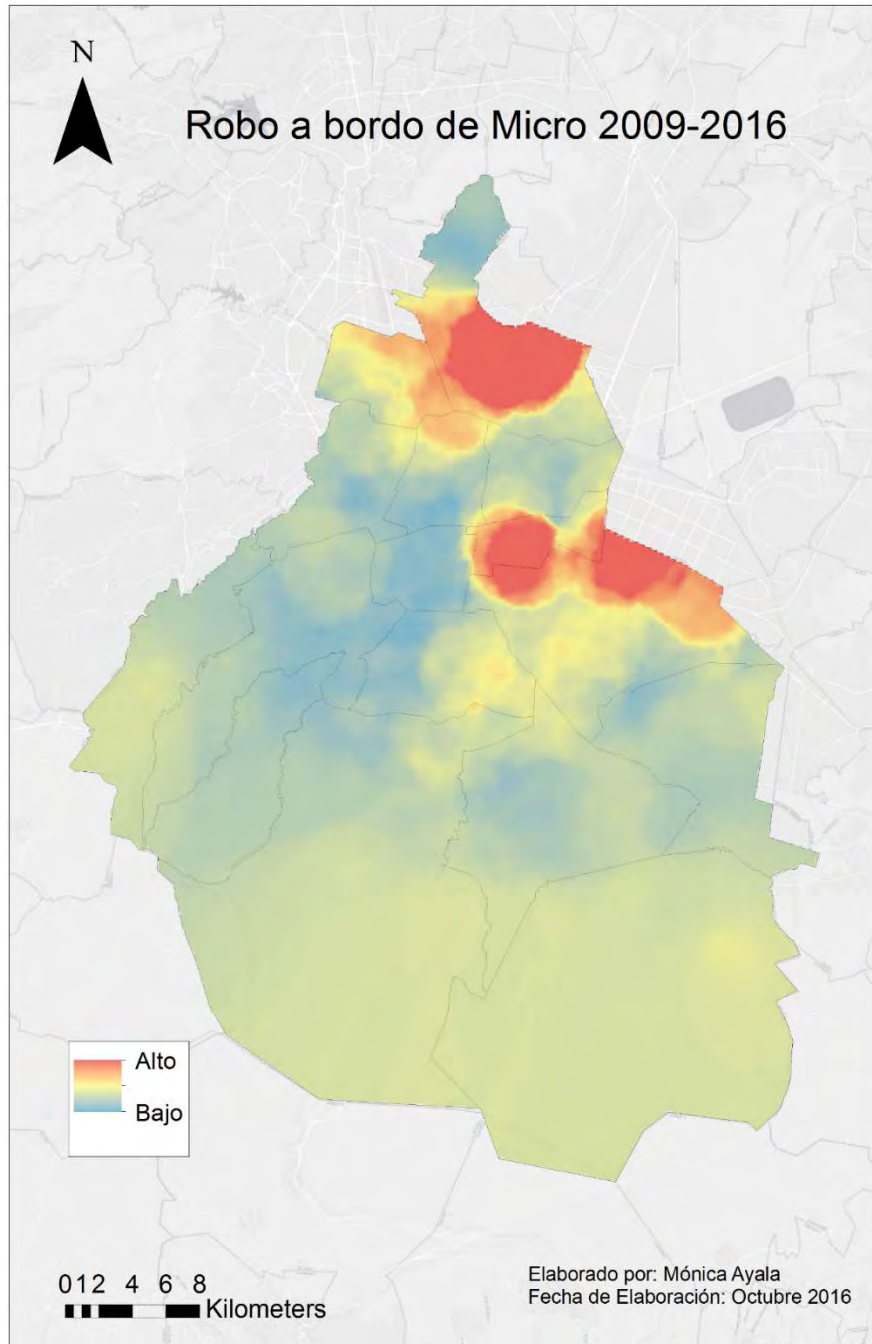 N
Robo a bordo de Micro 2009-2016
Alto
Bajo
0 1 2 4 6 8
Kilometers
Elaborado por: Mónica Ayala
Fecha de Elaboración: Octubre 2016